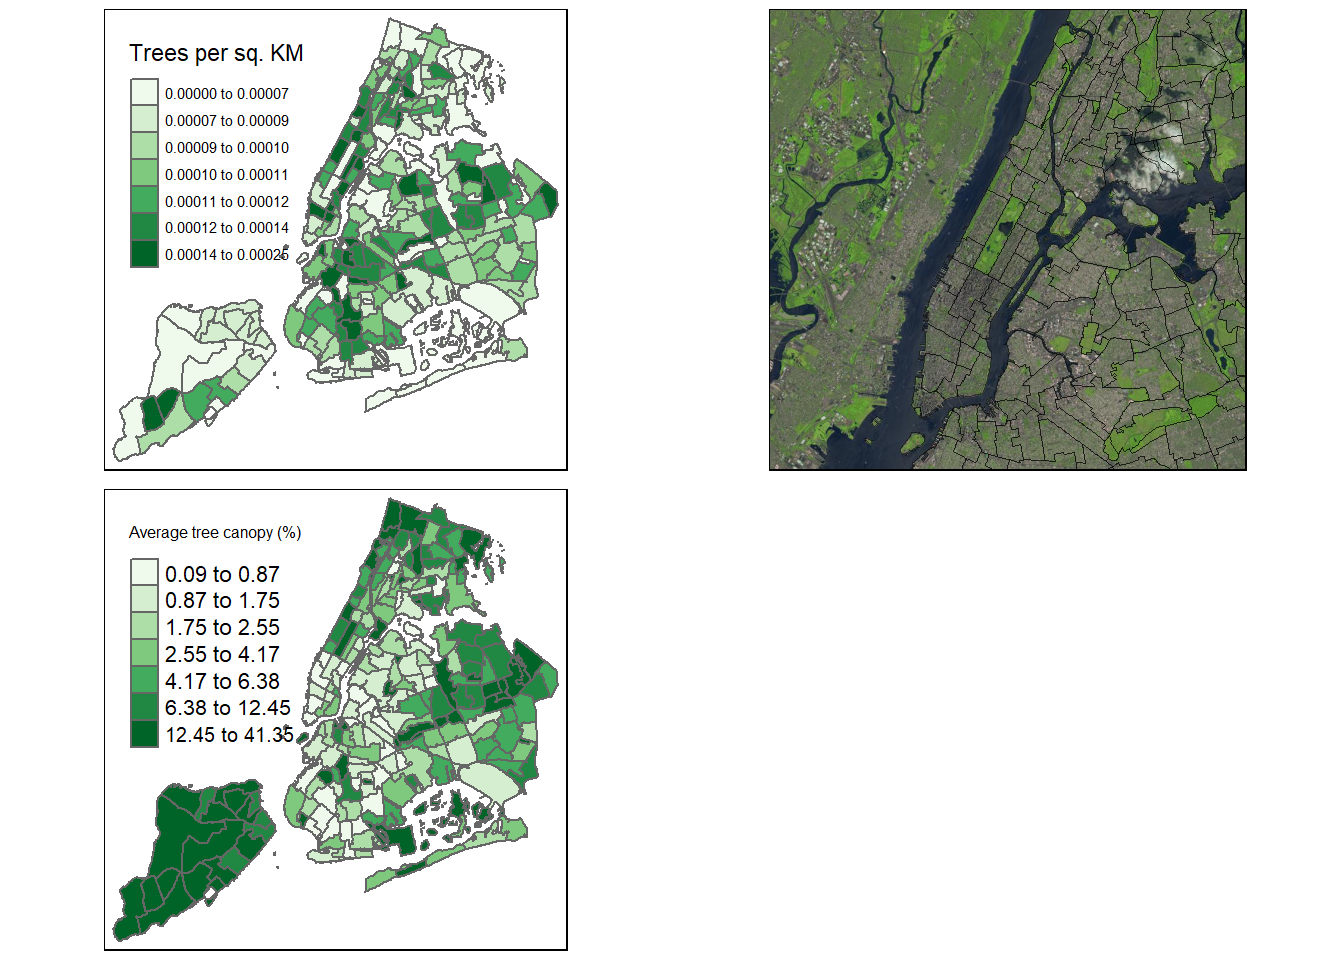 Trees per sq. KM
0.00000 to 0.00007
0.00007 to 0.00009
0.00009 to 0.00010
0.00010 to 0.00011
0.00011 to 0.00012
0.00012 to 0.00014
0.00014 to 0.00025
Average tree canopy (%)
0.09 to 0.87
0.87 to 1.75
1.75 to 2.55
2.55 to 4.17
4.17 to 6.38
6.38 to 12.45
12.45 to 41.35